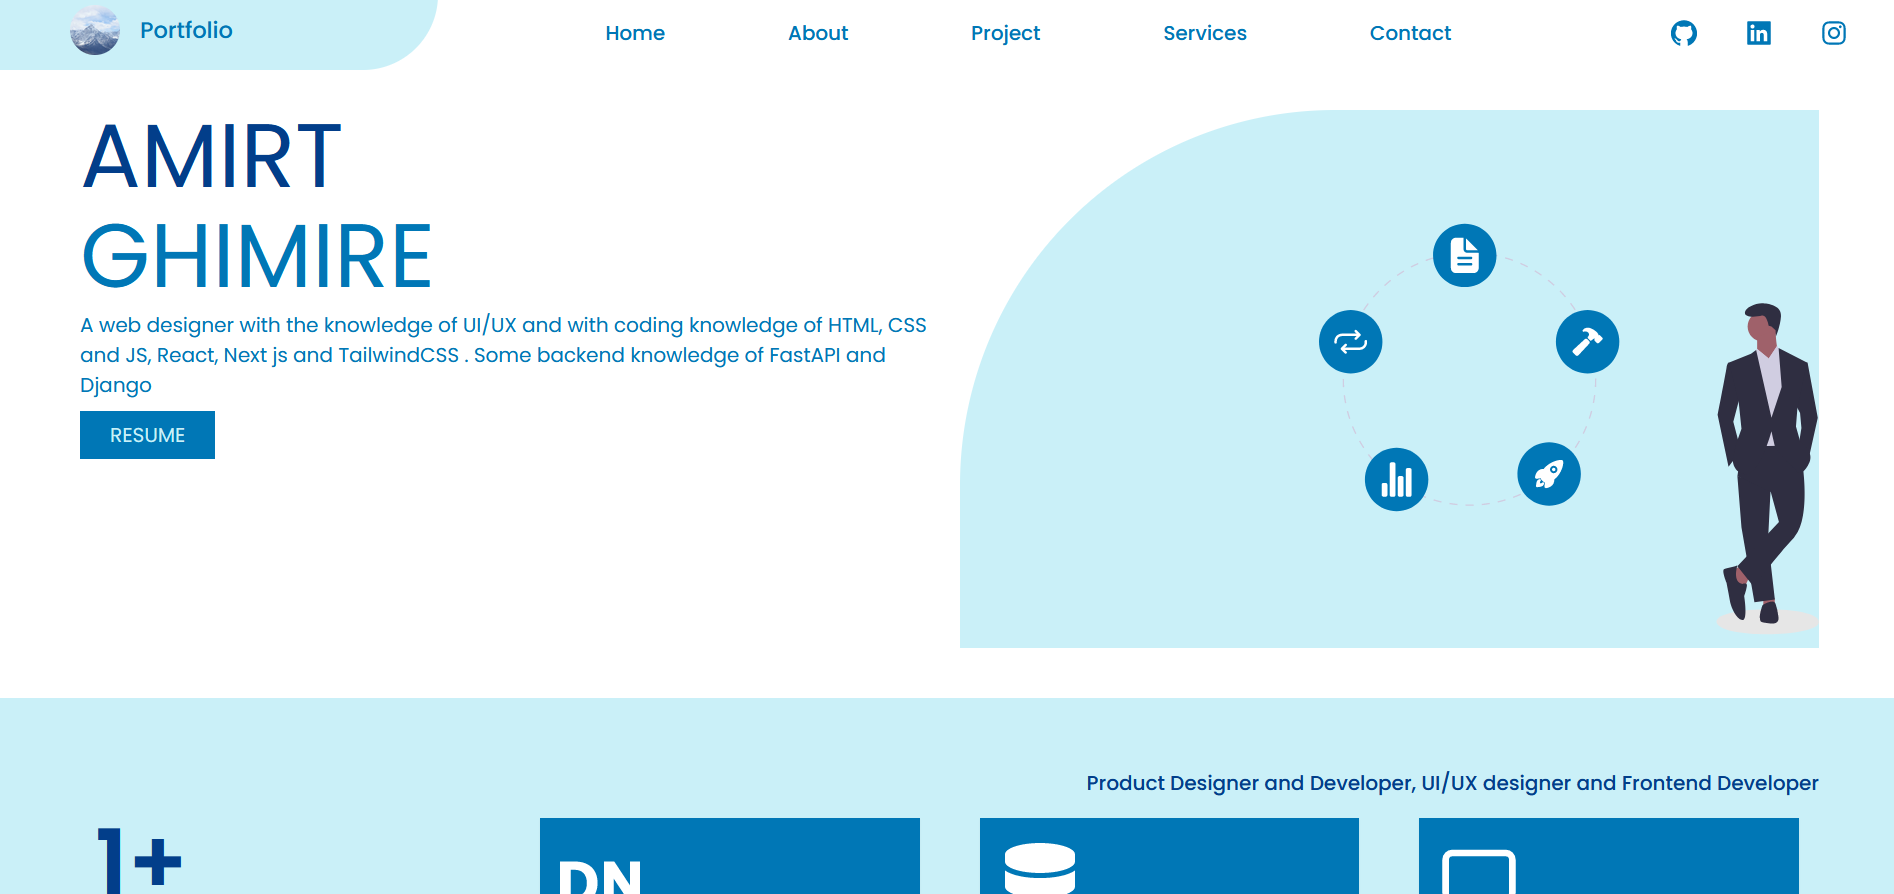 Portfolio
Home
About
Project
Services
Contact
AMIRT
GHIMIRE
A web designer with the knowledge of UI/UX and with coding knowledge of HTML, CSS
and JS, React, Next js and TailwindCSS . Some backend knowledge of FastAPI and
Django
RESUME
Product Designer and Developer, UI/UX designer and Frontend Developer
1+
DN